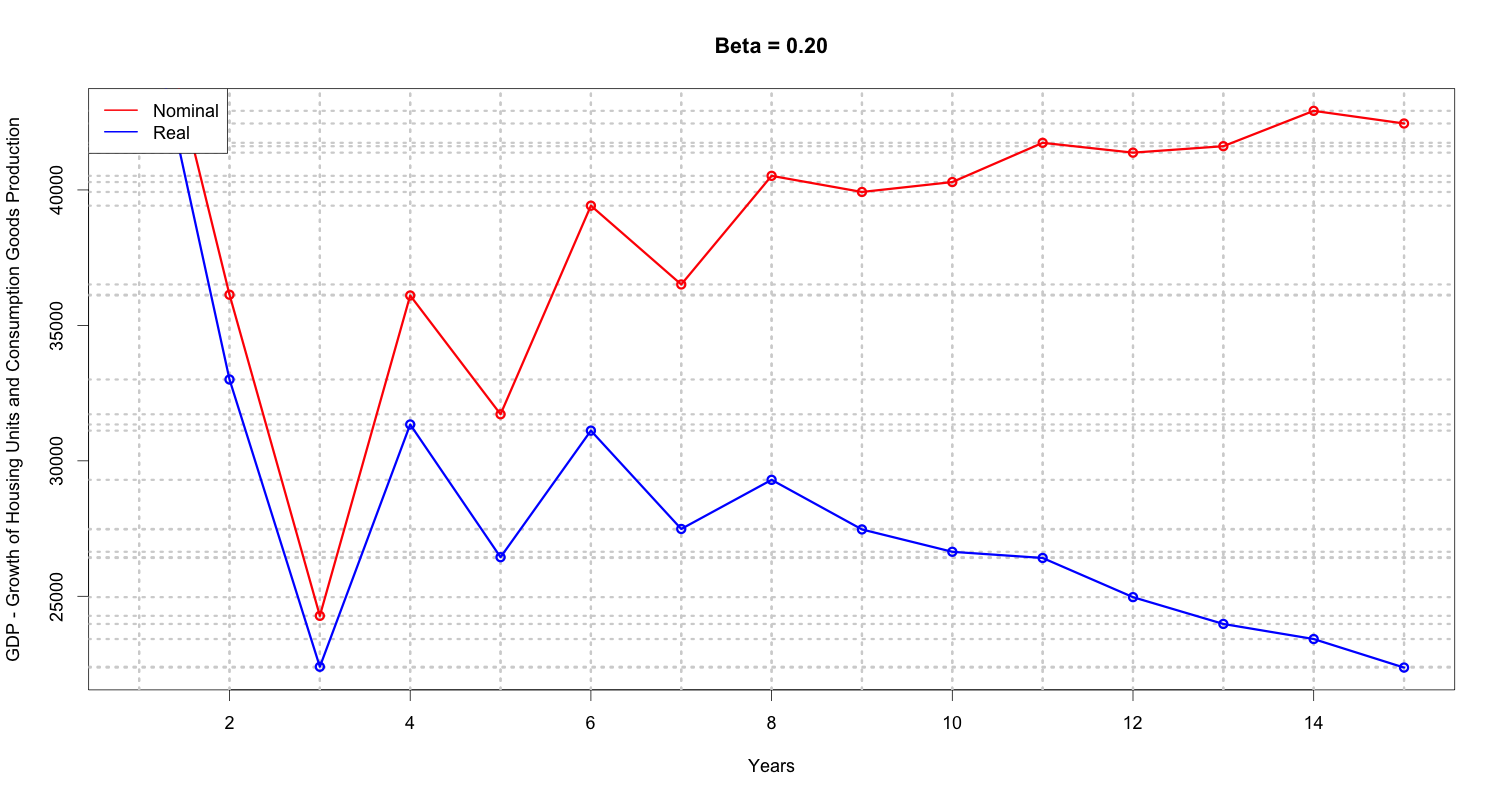 Beta = 0.20
Nominal
Real
GDP - Growth of Housing Units and Consumption Goods Production
40000
35000
30000
25000
2 4 6 8 10 12 14
Years